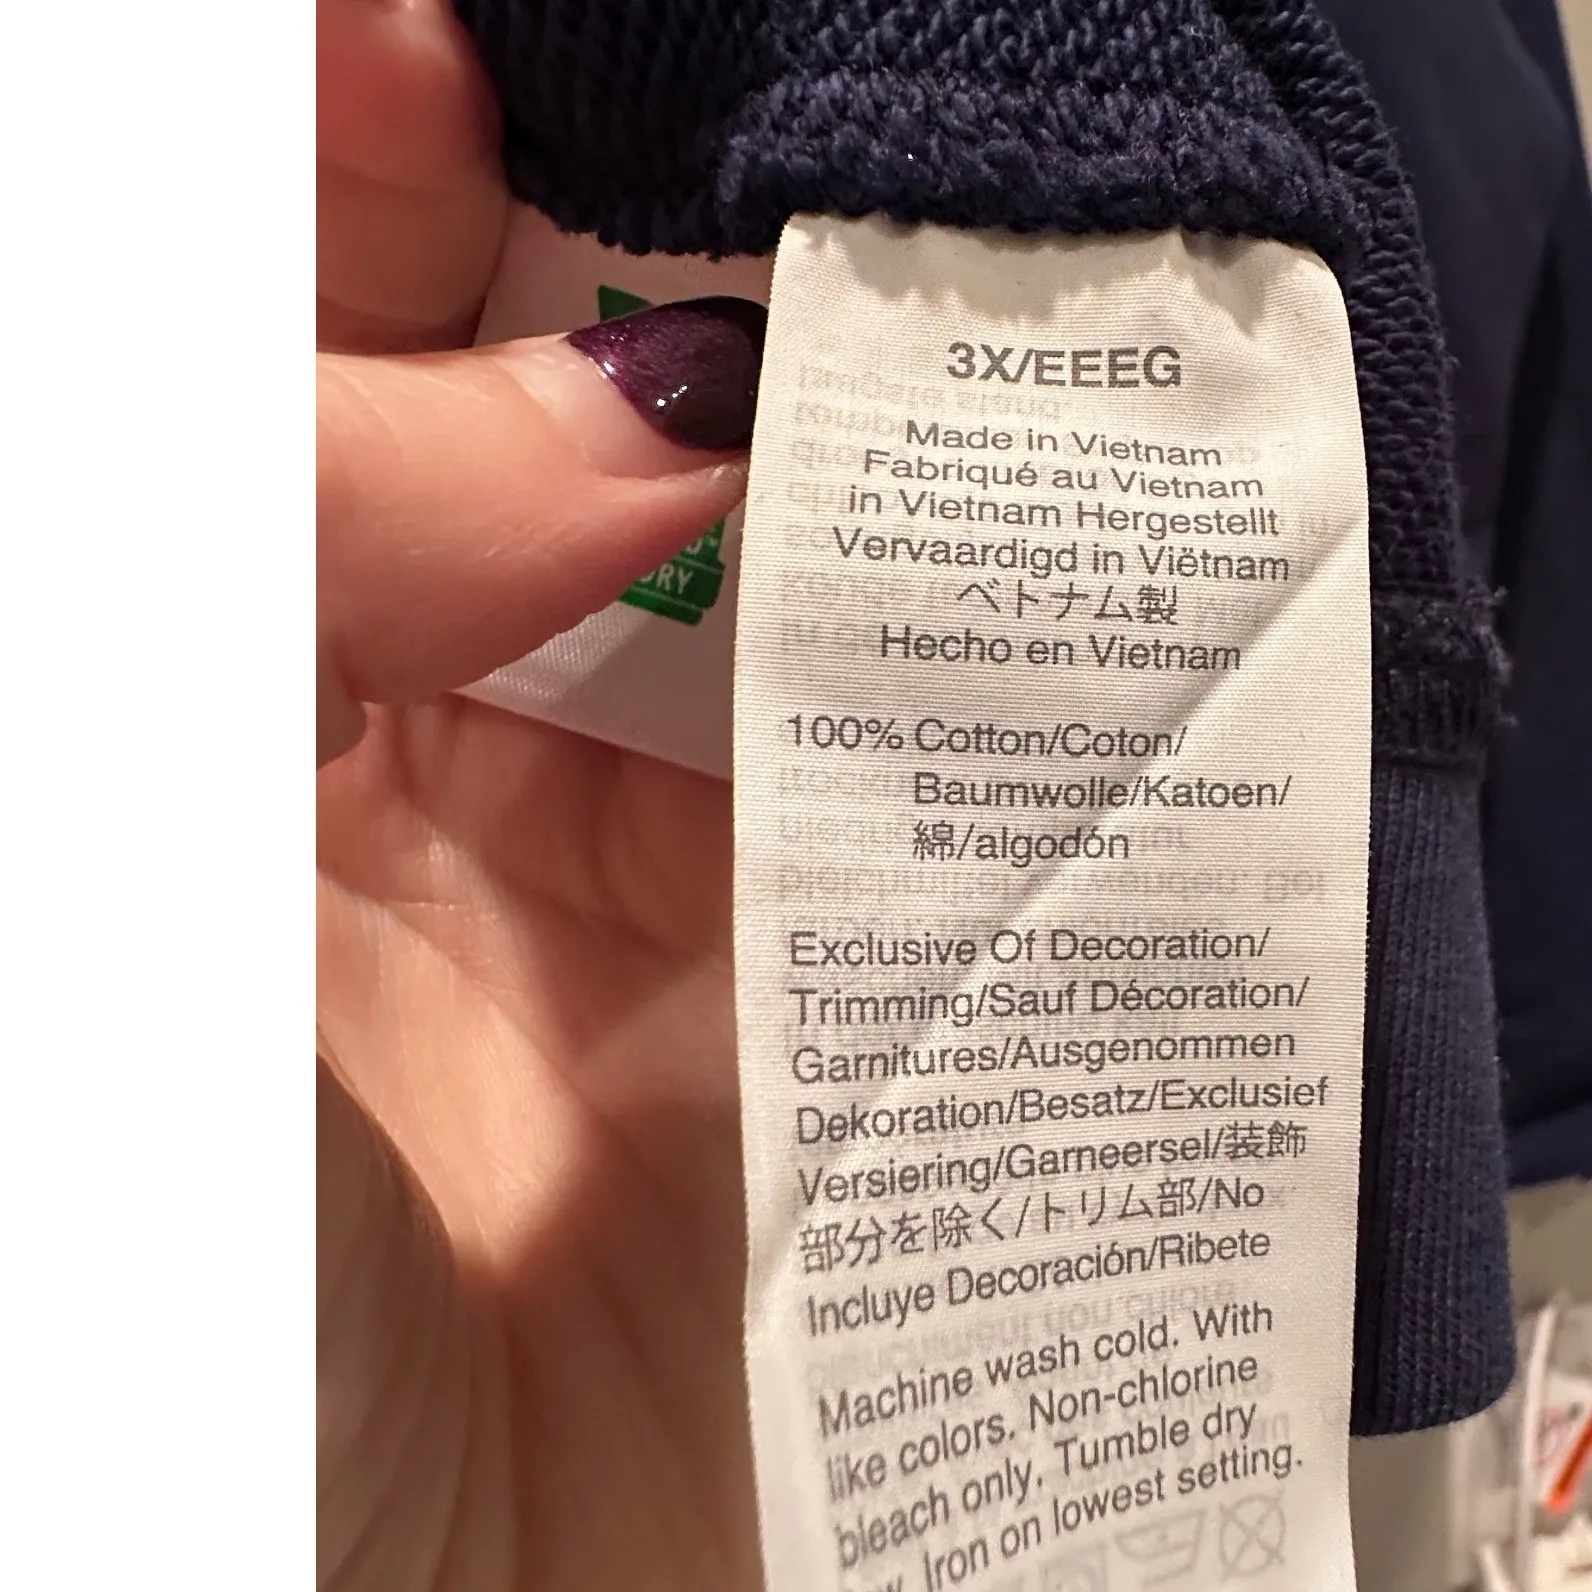 3X/EEEG
Made in Vietnam
Fabriqué au Vietnam
in Vietnam Hergestellt
Vervaardigd in Viëtnam
ベトナム製
Hecho en Vietnam
100% Cotton/Coton/
Baumwolle/Katoen/
綿/algodón
Exclusive Of Decoration/
Trimming/Sauf Décoration/
Garnitures/Ausgenommen
Dekoration/Besatz/Exclusief
Versiering/Garneersel/装飾
部分を除く/トリム部/No
Incluye Decoración/Ribete
Machine wash cold. With
like colors. Non-chlorine
bleach only. Tumble dry
Iron on lowest setting.